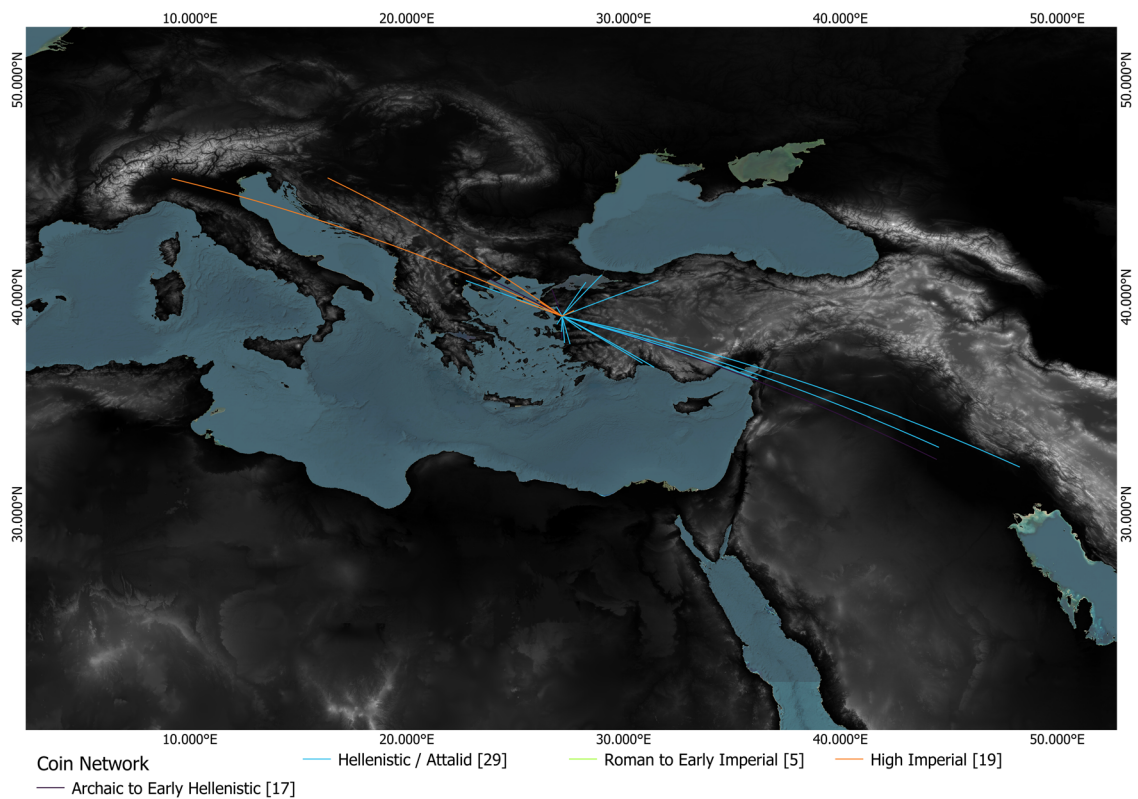 10.000°E 20.000°E 30.000°E 40.000°E 50.000°E
50.000°N 50.000°N
40.000°N 40.000°N
30.000°N 30.000°N
10.000°E 20.000°E 30.000°E 40.000°E 50.000°E
Coin Network
Hellenistic / Attalid [29] Roman to Early Imperial [5] High Imperial [19]
Archaic to Early Hellenistic [17]